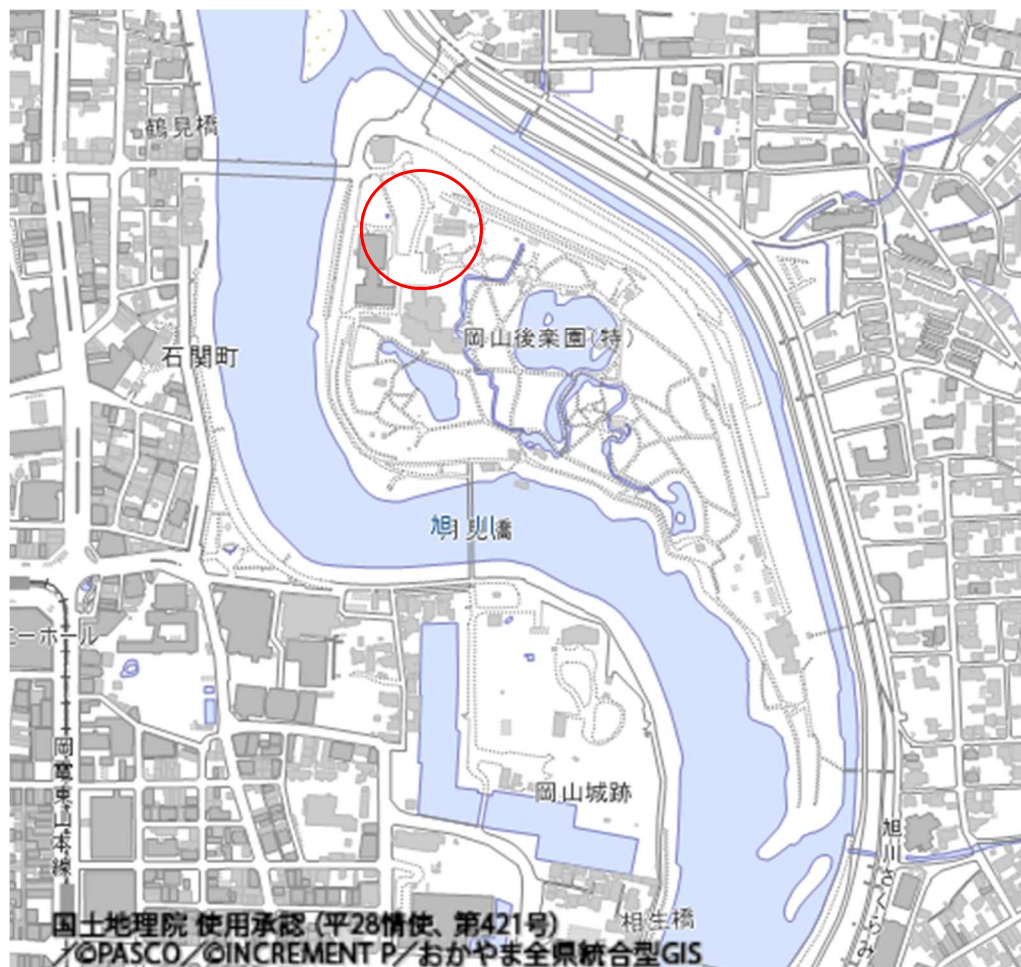 鶴見橋
石関町
岡山後楽園(特)
旭川
月見橋
ニーホール
岡山城跡
岡電東山本線
旭川さくらみ
相生橋
国土地理院 使用承認 (平28情使、第421号)
/©PASCO/©INCREMENT P/おかやま全県統合型GIS